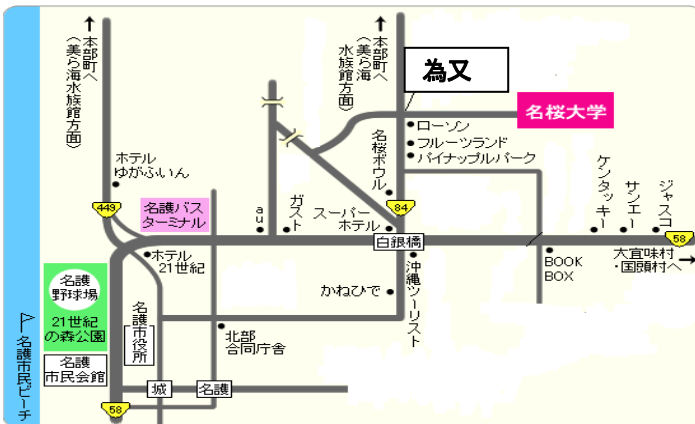 ↑本部町へ
(美ら海水族館方面)
↑本部町へ
(美ら海
水族館方面)
為又
名桜大学
ローソン
フルーツランド
パイナップルパーク
名桜ボウル
ホテル
ゆがふいん
449
名護バス
ターミナル
au
ガスト
スーパー
ホテル
84
ケンタッキー
サンエー
ジャスコ
白銀橋
58
大宜味村
・国頭村へ→
ホテル
21世紀
BOOK
BOX
沖縄ツーリスト
かねひで
名護
野球場
21世紀
の森公園
名護市役所
北部
合同庁舎
名護
市民会館
名護市民ビーチ
城
名護
58